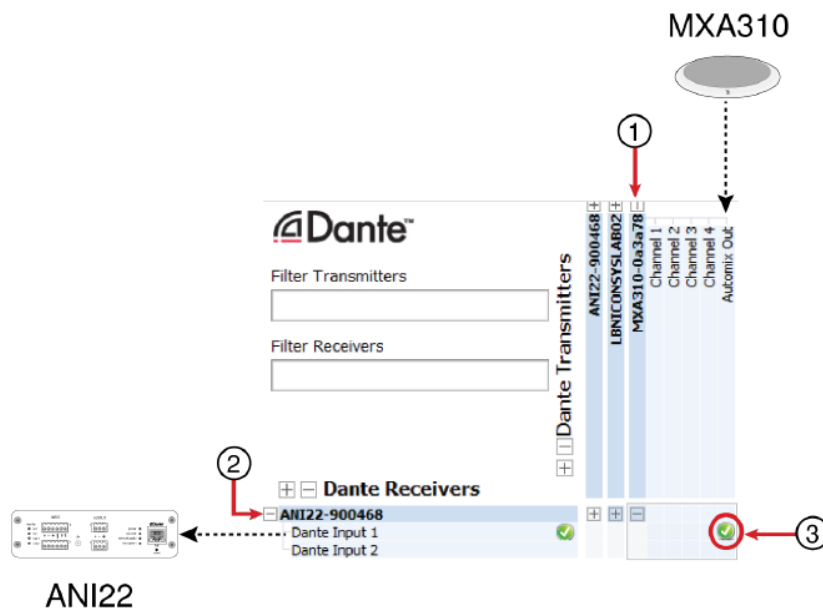 MXA310
1
Dante™
Filter Transmitters
Filter Receivers
Dante Transmitters
ANI22-900468
LBNICONSYSLAB02
MXA310-0a3a78
Channel 1
Channel 2
Channel 3
Channel 4
Automix Out
2
Dante Receivers
ANI22-900468
Dante Input 1
Dante Input 2
3
ANI22